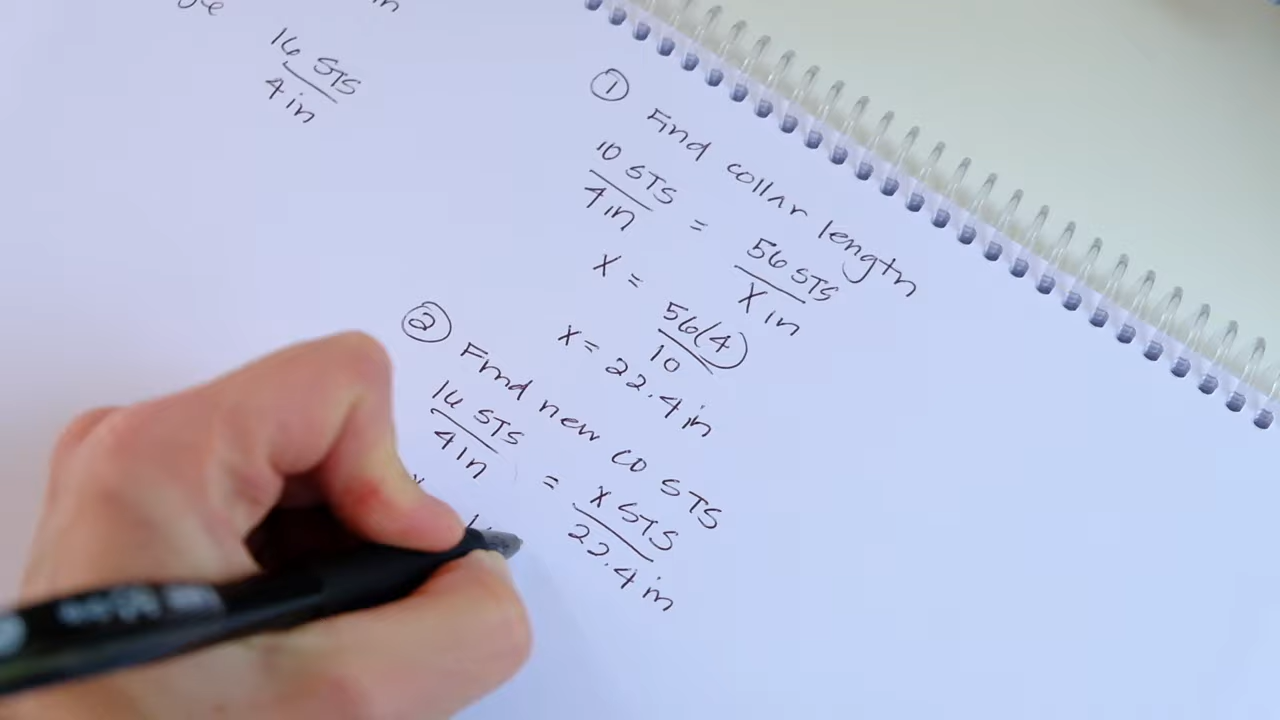 16 STS
4 in
① Find collar length
10 STS
4 in
=
56 STS
X in
X =
56(4)
10
X = 22.4 in
② Find new CO STS
16 STS
4 in
=
X STS
22.4 in